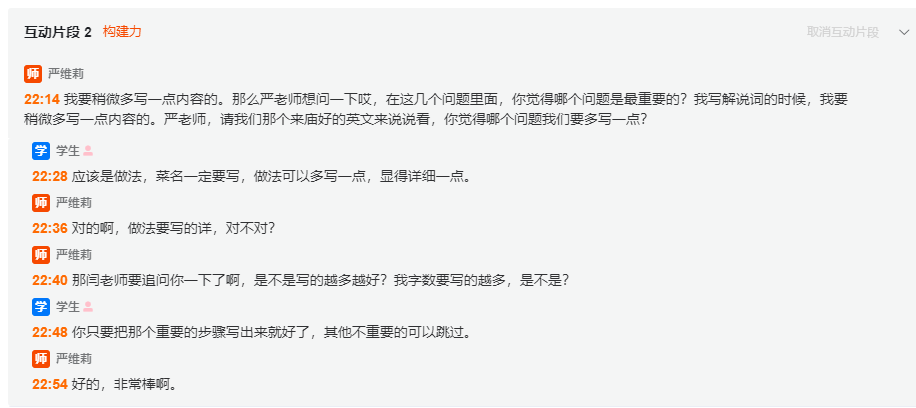 互动片段 2 构建力 取消互动片段
师 严维莉
22:14 我要稍微多写一点内容的。那么严老师想问一下哎，在这几个问题里面，你觉得哪个问题是最重要的？我写解说词的时候，我要
稍微多写一点内容的。严老师，请我们那个来庙好的英文来说说看，你觉得哪个问题我们要多写一点？
学 学生
22:28 应该是做法，菜名一定要写，做法可以多写一点，显得详细一点。
师 严维莉
22:36 对的啊，做法要写的详，对不对？
师 严维莉
22:40 那闫老师要追问你一下了啊，是不是写的越多越好？我字数要写的越多，是不是？
学 学生
22:48 你只要把那个重要的步骤写出来就好了，其他不重要的可以跳过。
师 严维莉
22:54 好的，非常棒啊。